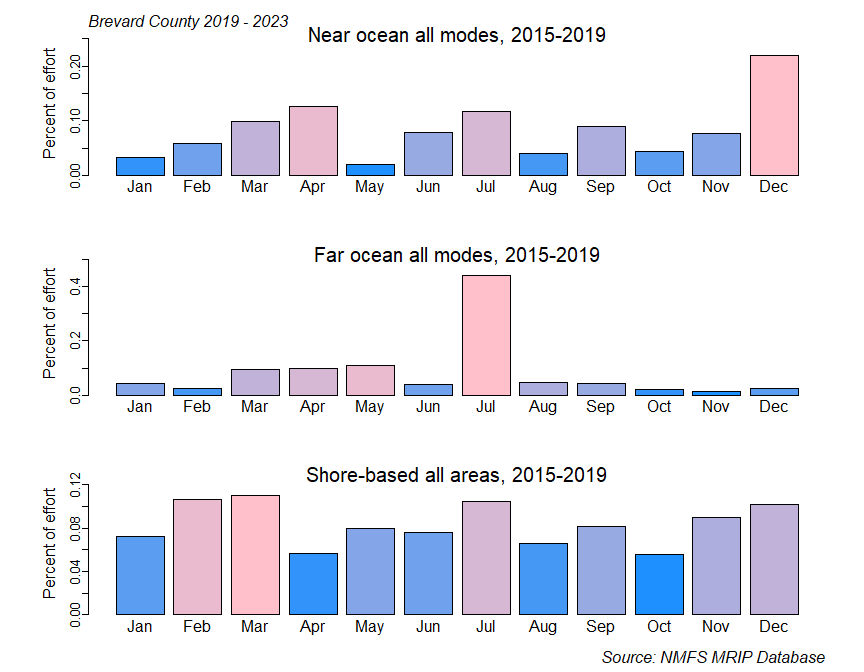 Brevard County 2019 - 2023
Near ocean all modes, 2015-2019
Percent of effort
0.00 0.10 0.20
Jan Feb Mar Apr May Jun Jul Aug Sep Oct Nov Dec
Far ocean all modes, 2015-2019
Percent of effort
0.0 0.2 0.4
Jan Feb Mar Apr May Jun Jul Aug Sep Oct Nov Dec
Shore-based all areas, 2015-2019
Percent of effort
0.00 0.04 0.08 0.12
Jan Feb Mar Apr May Jun Jul Aug Sep Oct Nov Dec
Source: NMFS MRIP Database